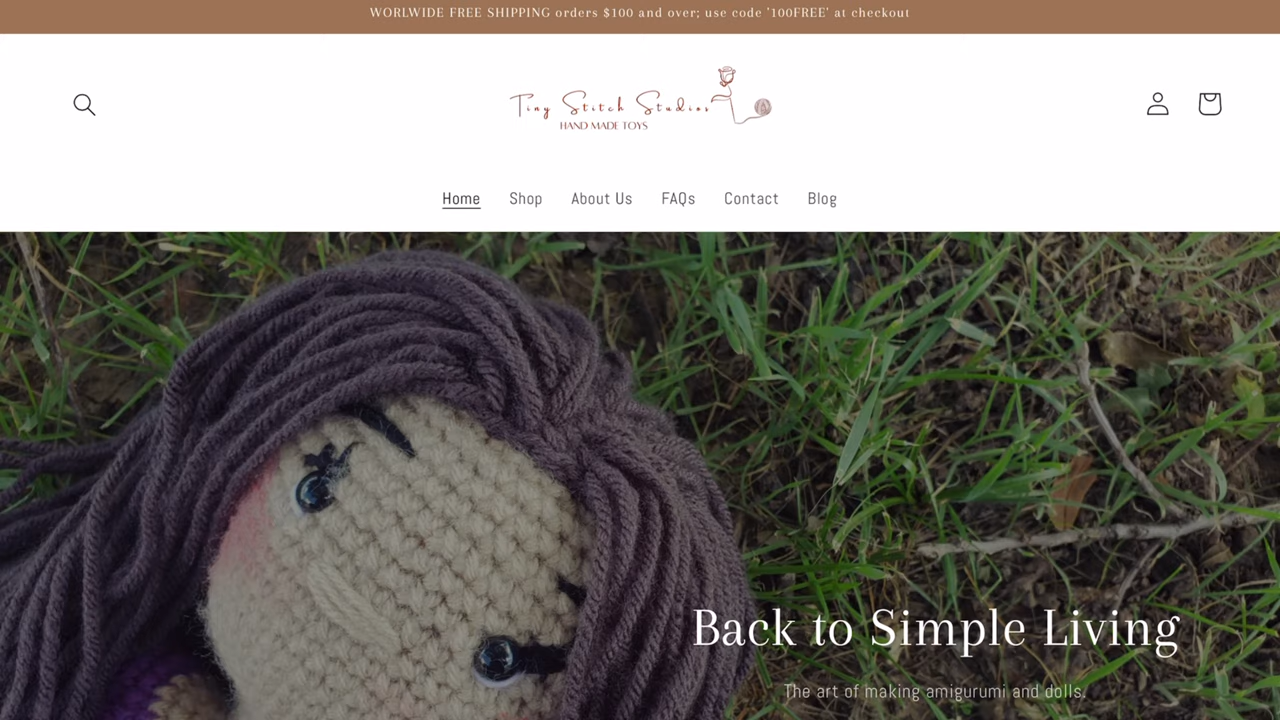 WORLWIDE FREE SHIPPING orders $100 and over; use code '100FREE' at checkout
Tiny Stitch Studios
HAND MADE TOYS
Home Shop About Us FAQs Contact Blog
Back to Simple Living
The art of making amigurumi and dolls.